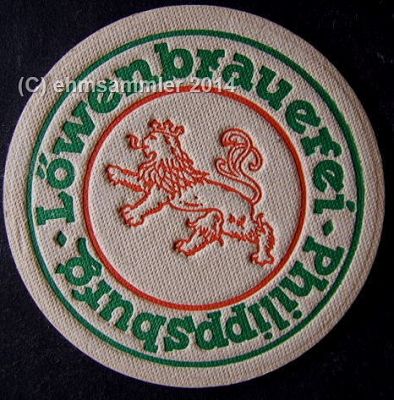 (C) ehmsammler 2014
Löwenbrauerei · Philippsburg ·